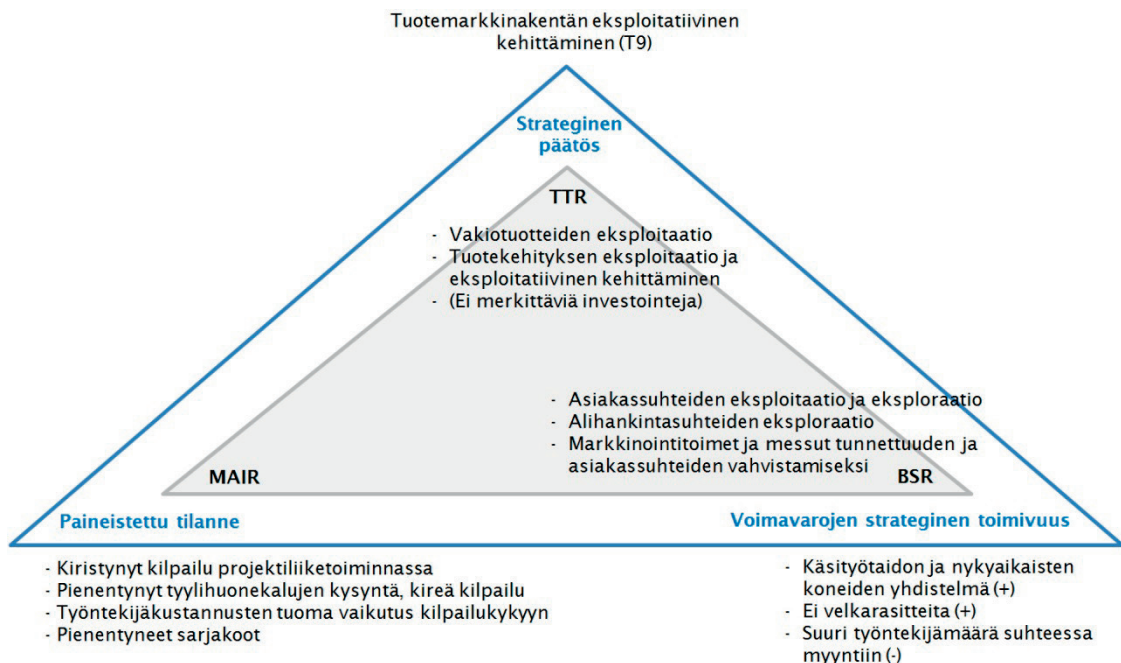 Tuotemarkkinakentän eksploitatiivinen
kehittäminen (T9)
Strateginen
päätös
TTR
- Vakiotuotteiden eksploitaatio
- Tuotekehityksen eksploitaatio ja
eksploitatiivinen kehittäminen
- (Ei merkittäviä investointeja)
- Asiakassuhteiden eksploitaatio ja eksploraatio
- Alihankintasuhteiden eksploraatio
- Markkinointitoimet ja messut tunnettuuden ja
asiakassuhteiden vahvistamiseksi
MAIR
BSR
Paineistettu tilanne
Voimavarojen strateginen toimivuus
- Kiristynyt kilpailu projektiliiketoiminnassa
- Pienentynyt tyylihuonekalujen kysyntä, kireä kilpailu
- Työntekijäkustannusten tuoma vaikutus kilpailukykyyn
- Pienentyneet sarjakoot
- Käsityötaidon ja nykyaikaisten
koneiden yhdistelmä (+)
- Ei velkarasitteita (+)
- Suuri työntekijämäärä suhteessa
myyntiin (-)